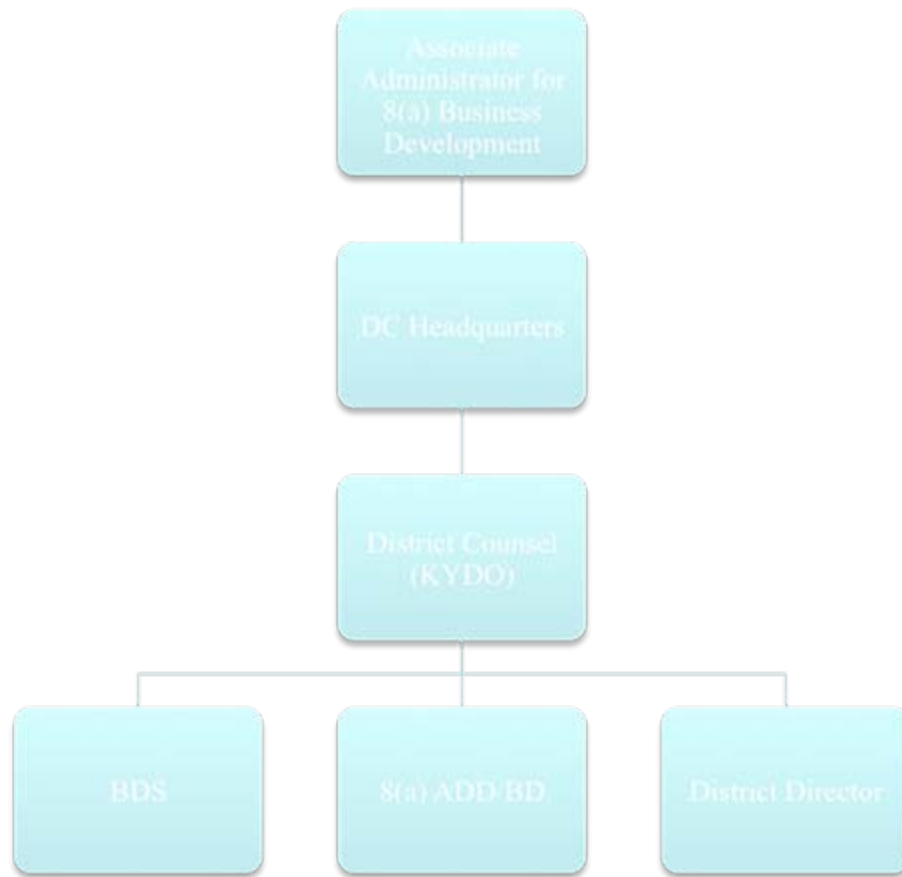 Associate
Administrator for
8(a) Business
Development
DC Headquarters
District Counsel
(KYDO)
BDS
8(a) ADD/BD
District Director